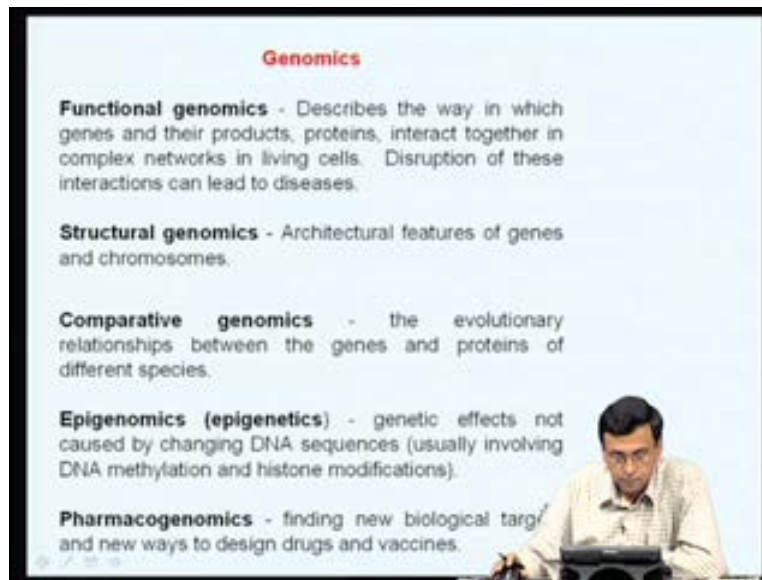 Genomics
Functional genomics - Describes the way in which
genes and their products, proteins, interact together in
complex networks in living cells. Disruption of these
interactions can lead to diseases.
Structural genomics - Architectural features of genes
and chromosomes.
Comparative genomics - the evolutionary
relationships between the genes and proteins of
different species.
Epigenomics (epigenetics) - genetic effects not
caused by changing DNA sequences (usually involving
DNA methylation and histone modifications).
Pharmacogenomics - finding new biological
and new ways to design drugs and vaccines.